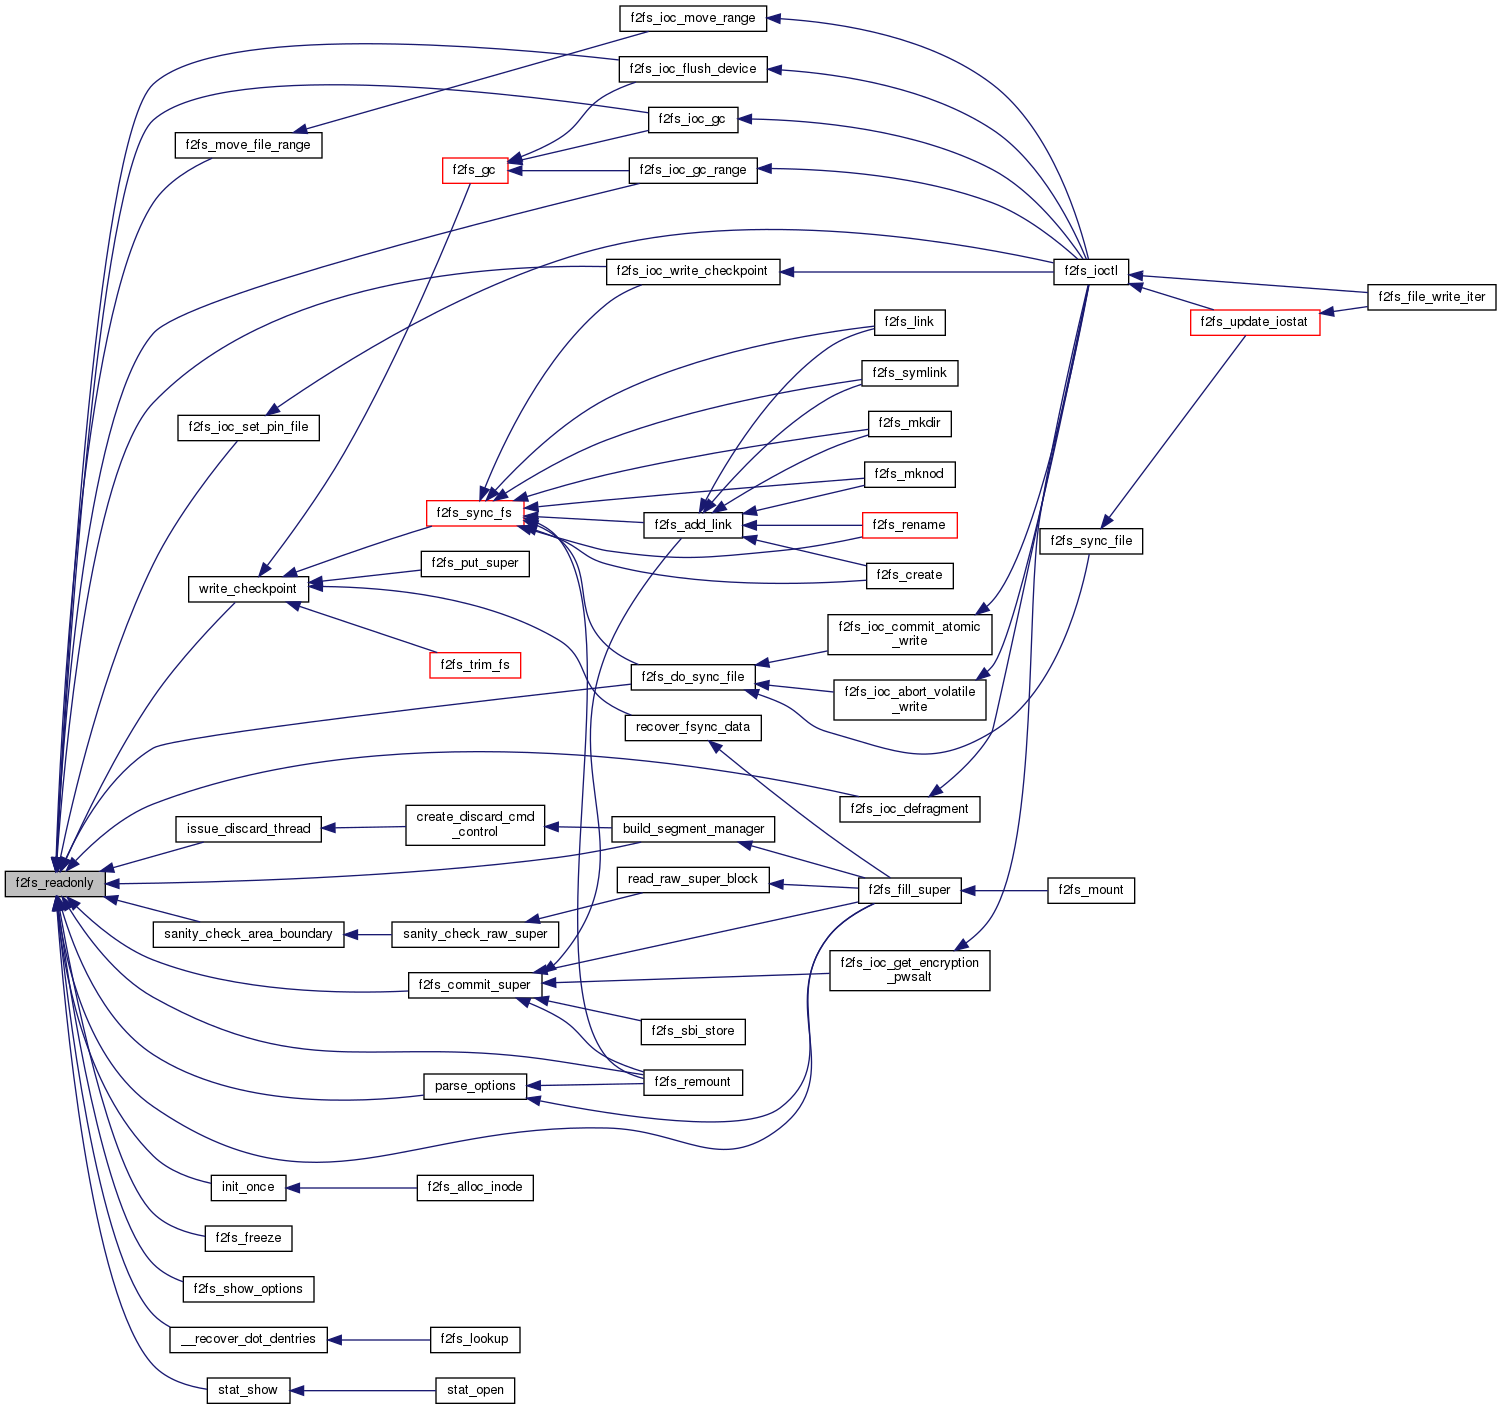 f2fs_ioc_move_range
f2fs_ioc_flush_device
f2fs_ioc_gc
f2fs_move_file_range
f2fs_gc
f2fs_ioc_gc_range
f2fs_ioc_write_checkpoint
f2fs_ioctl
f2fs_file_write_iter
f2fs_link
f2fs_update_iostat
f2fs_symlink
f2fs_ioc_set_pin_file
f2fs_mkdir
f2fs_mknod
f2fs_sync_fs
f2fs_add_link
f2fs_rename
f2fs_sync_file
f2fs_put_super
f2fs_create
write_checkpoint
f2fs_ioc_commit_atomic
_write
f2fs_trim_fs
f2fs_do_sync_file
f2fs_ioc_abort_volatile
_write
recover_fsync_data
f2fs_ioc_defragment
issue_discard_thread
create_discard_cmd
_control
build_segment_manager
f2fs_readonly
read_raw_super_block
f2fs_fill_super
f2fs_mount
sanity_check_area_boundary
sanity_check_raw_super
f2fs_ioc_get_encryption
_pwsalt
f2fs_commit_super
f2fs_sbi_store
f2fs_remount
parse_options
init_once
f2fs_alloc_inode
f2fs_freeze
f2fs_show_options
__recover_dot_dentries
f2fs_lookup
stat_show
stat_open